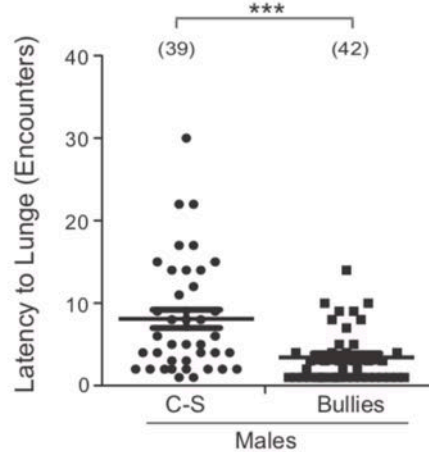 ***
(39) (42)
Latency to Lunge (Encounters)
40
30
20
10
0
C-S Bullies
Males